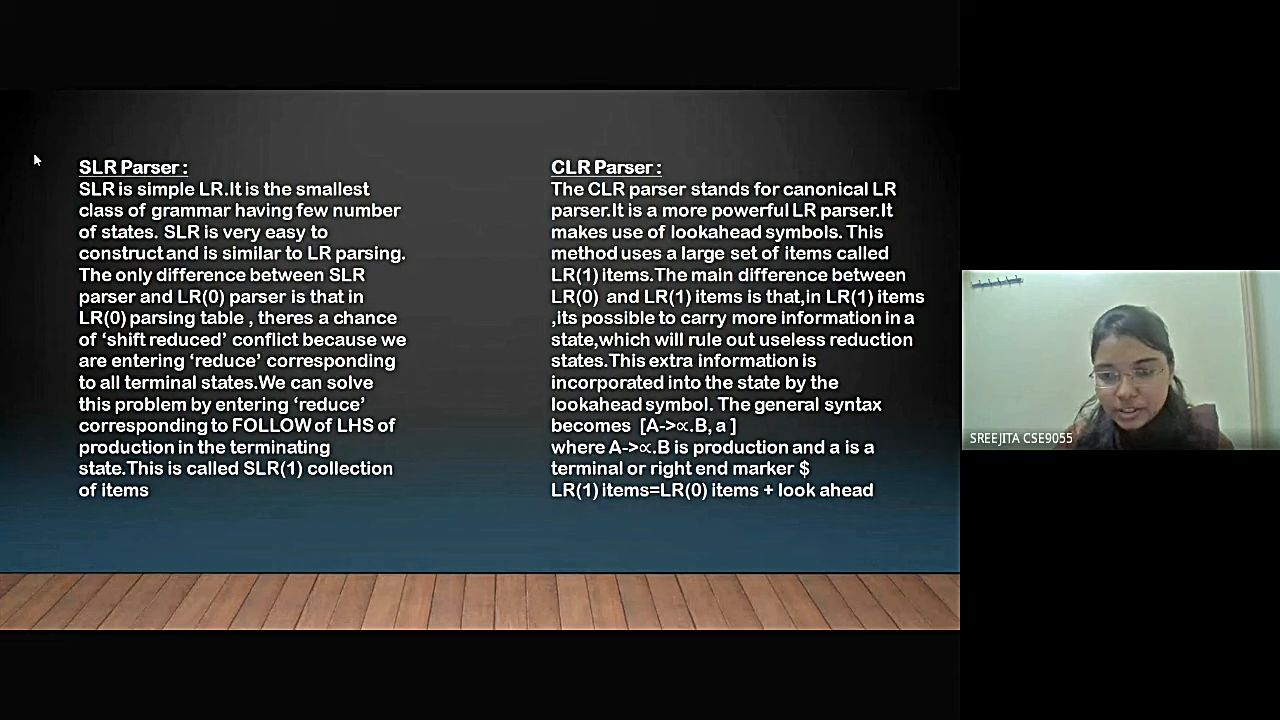 SLR Parser :
SLR is simple LR.It is the smallest
class of grammar having few number
of states. SLR is very easy to
construct and is similar to LR parsing.
The only difference between SLR
parser and LR(0) parser is that in
LR(0) parsing table , theres a chance
of ‘shift reduced’ conflict because we
are entering ‘reduce’ corresponding
to all terminal states.We can solve
this problem by entering ‘reduce’
corresponding to FOLLOW of LHS of
production in the terminating
state.This is called SLR(1) collection
of items
CLR Parser :
The CLR parser stands for canonical LR
parser.It is a more powerful LR parser.It
makes use of lookahead symbols. This
method uses a large set of items called
LR(1) items.The main difference between
LR(0) and LR(1) items is that,in LR(1) items
,its possible to carry more information in a
state,which will rule out useless reduction
states.This extra information is
incorporated into the state by the
lookahead symbol. The general syntax
becomes [A->∝.B, a ]
where A->∝.B is production and a is a
terminal or right end marker $
LR(1) items=LR(0) items + look ahead
SREEJITA CSE9055